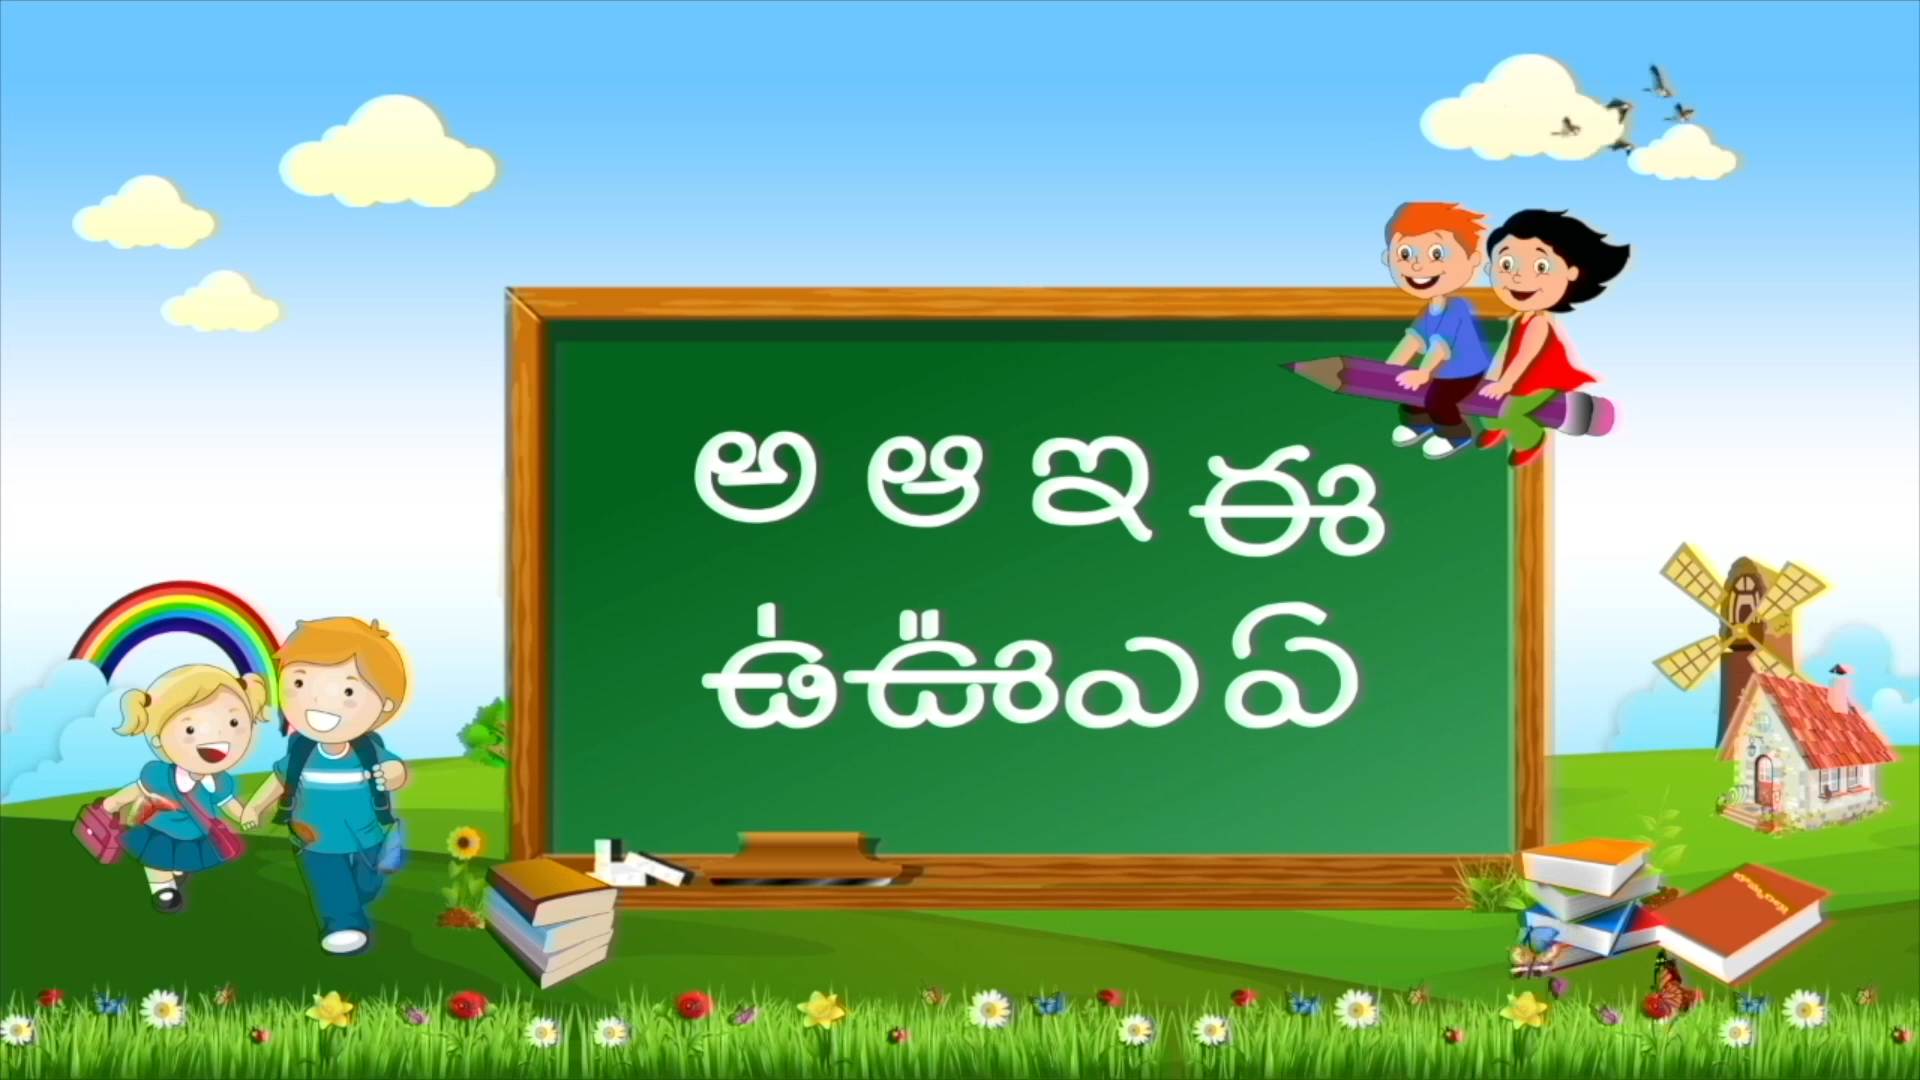 అ ఆ ఇ ఈ
ఉ ఊ ఎ ఏ